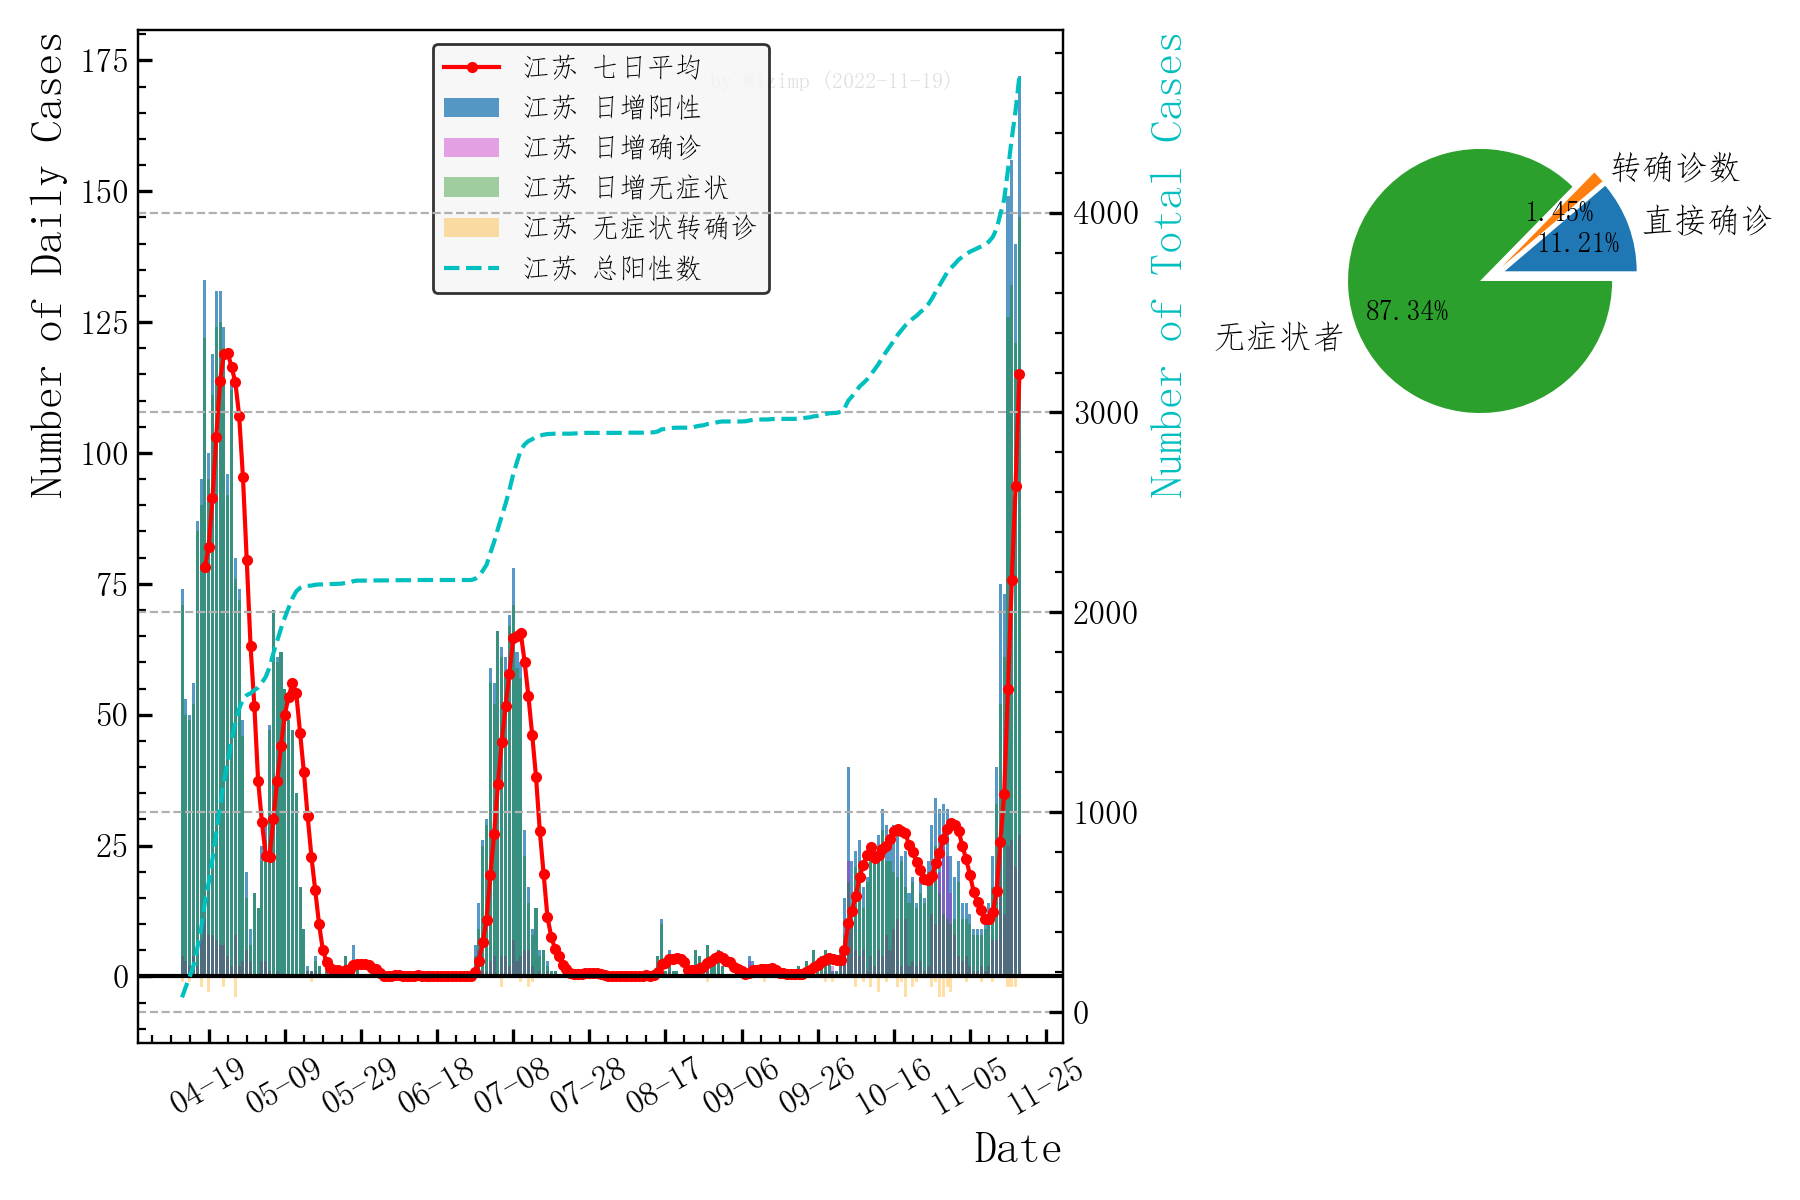 Number of Daily Cases
175
150
125
100
75
50
25
0
江苏 七日平均
江苏 日增阳性
江苏 日增确诊
江苏 日增无症状
江苏 无症状转确诊
江苏 总阳性数
(2022-11-19)
4000
3000
2000
1000
0
Number of Total Cases
04-19
05-09
05-29
06-18
07-08
07-28
08-17
09-06
09-26
10-16
11-05
11-25
Date
转确诊数
1.45%
直接确诊
11.21%
87.34%
无症状者